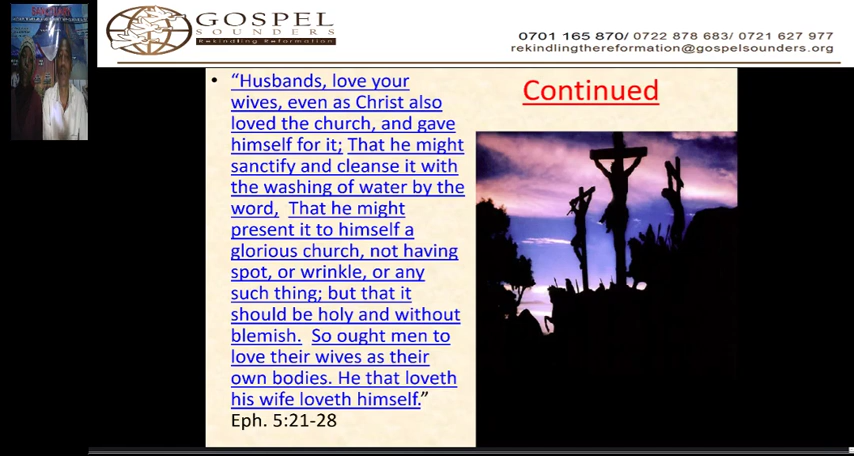 GOSPEL
SOUNDERS
Rekindling Reformation
0701 165 870/ 0722 878 683/ 0721 627 977
rekindlingthereformation@gospelsounders.org
Continued
• “Husbands, love your
wives, even as Christ also
loved the church, and gave
himself for it; That he might
sanctify and cleanse it with
the washing of water by the
word,  That he might
present it to himself a
glorious church, not having
spot, or wrinkle, or any
such thing; but that it
should be holy and without
blemish.  So ought men to
love their wives as their
own bodies. He that loveth
his wife loveth himself.”
Eph. 5:21-28